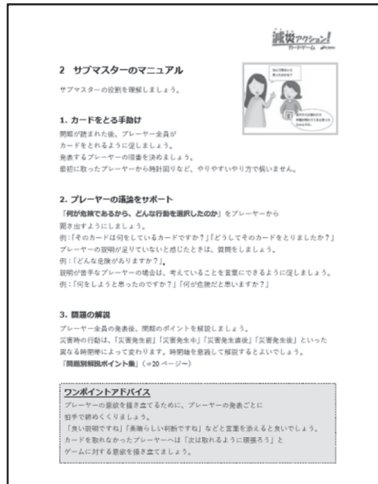 減災アクション!
カードゲーム
2 サブマスターのマニュアル
サブマスターの役割を理解しましょう。
1. カードをとる手助け
問題が読まれた後、プレーヤー全員が
カードをとれるように促しましょう。
発表するプレーヤーの順番を決めましょう。
最初に取ったプレーヤーから時計回りなど、やりやすいやり方で構いません。
2. プレーヤーの議論をサポート
「何が危険であるから、どんな行動を選択したのか」をプレーヤーから
聞き出すようにしましょう。
例:「そのカードは何をしているカードですか?」「どうしてそのカードをとりましたか?」
プレーヤーの説明が足りていないと感じたときは、質問をしましょう。
例:「どんな危険がありますか?」
説明が苦手なプレーヤーの場合は、考えていることを言葉にできるように促しましょう。
例:「何をしようと思ったのですか?」「何が危険だと思いますか?」
3. 問題の解説
プレーヤー全員の発表後、問題のポイントを解説しましょう。
災害時の行動は、「災害発生前」「災害発生中」「災害発生直後」「災害発生後」といった
異なる時間帯によって変わります。時間軸を意識して解説するとよいでしょう。
「問題別解説ポイント集」(⇒20 ページ~)
ワンポイントアドバイス
プレーヤーの意欲を掻き立てるために、プレーヤーの発表ごとに
拍手で締めくくりましょう。
「良い説明ですね」「素晴らしい判断ですね」などと言葉を添えると良いでしょう。
カードを取れなかったプレーヤーへは「次は取れるように頑張ろう」と
ゲームに対する意欲を掻き立てましょう。